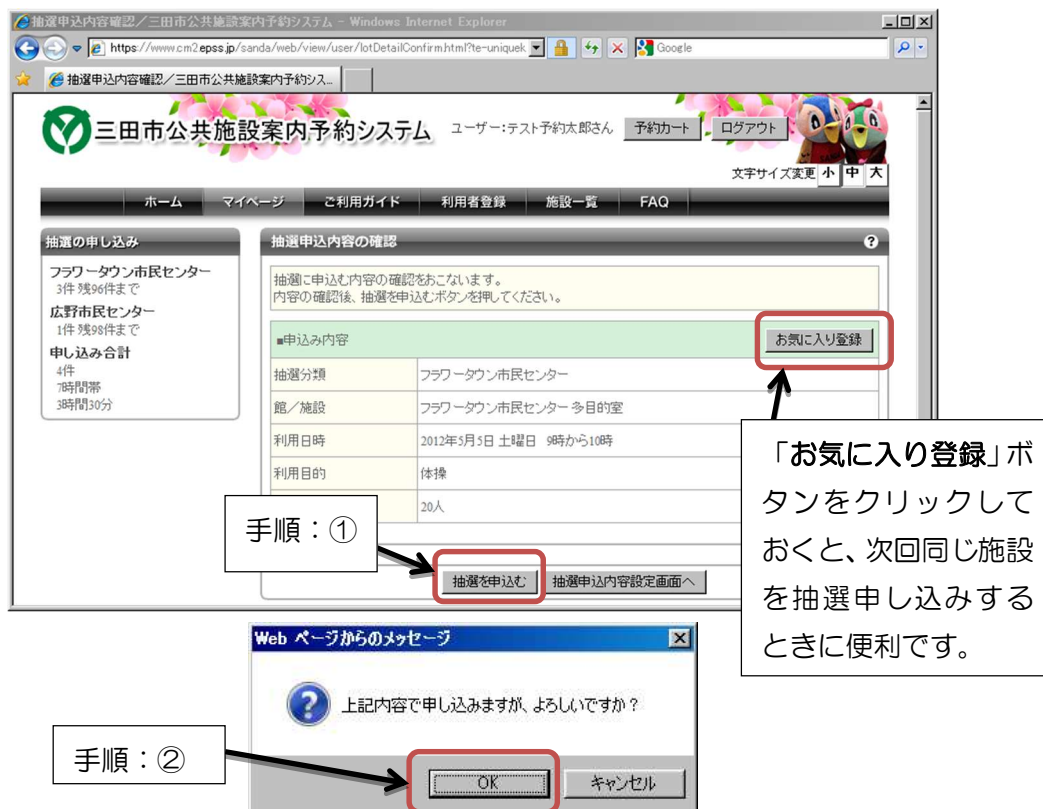 抽選申込内容確認／三田市公共施設案内予約システム - Windows Internet Explorer
https://www.cm2.epss.jp/sanda/web/view/user/lotDetailConfirm.html?te-uniquek
Google
抽選申込内容確認／三田市公共施設案内予約シス...
三田市公共施設案内予約システム
ユーザー：テスト予約太郎さん
予約カート
ログアウト
文字サイズ変更 小 中 大
ホーム マイページ ご利用ガイド 利用者登録 施設一覧 FAQ
抽選の申し込み
フラワータウン市民センター
3件 残96件まで
広野市民センター
1件 残98件まで
申し込み合計
4件
7時間帯
3時間30分
抽選申込内容の確認
?
抽選に申込む内容の確認をおこないます。
内容の確認後、抽選を申込むボタンを押してください。
■申込み内容
お気に入り登録
抽選分類 フラワータウン市民センター
館／施設 フラワータウン市民センター 多目的室
利用日時 2012年5月5日 土曜日 9時から10時
利用目的 体操
20人
手順：①
抽選を申込む
抽選申込内容設定画面へ
「お気に入り登録」ボ
タンをクリックして
おくと、次回同じ施設
を抽選申し込みする
ときに便利です。
Web ページからのメッセージ
上記内容で申し込みますが、よろしいですか？
手順：②
OK
キャンセル